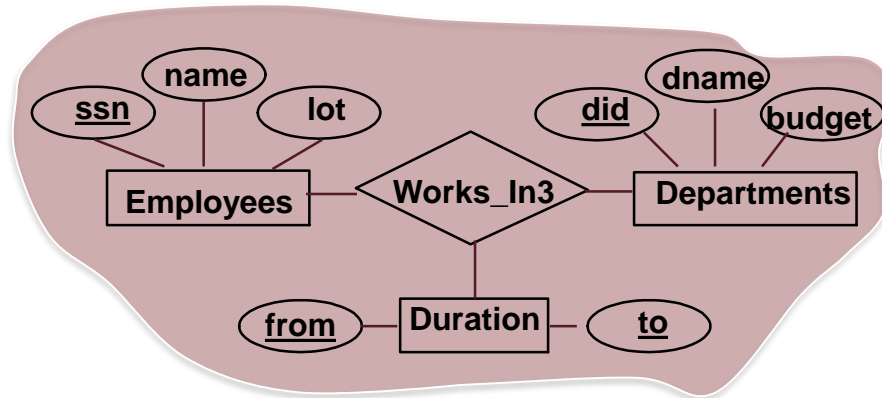 name
ssn
lot
Employees
Works_In3
dname
did
budget
Departments
from
Duration
to